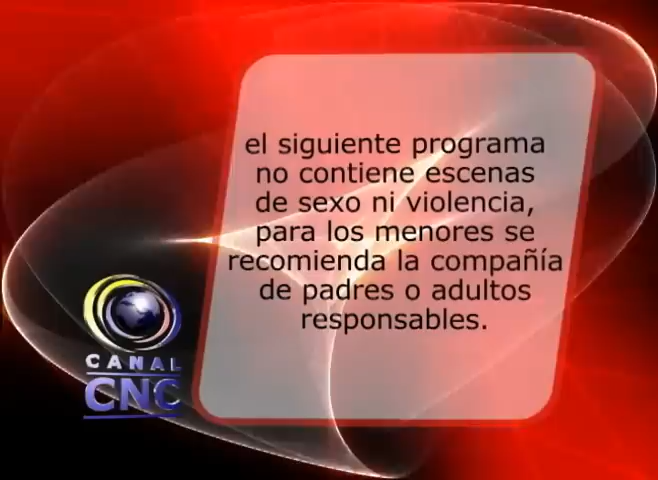 el siguiente programa
no contiene escenas
de sexo ni violencia,
para los menores se
recomienda la compañía
de padres o adultos
responsables.
CANAL
CNC